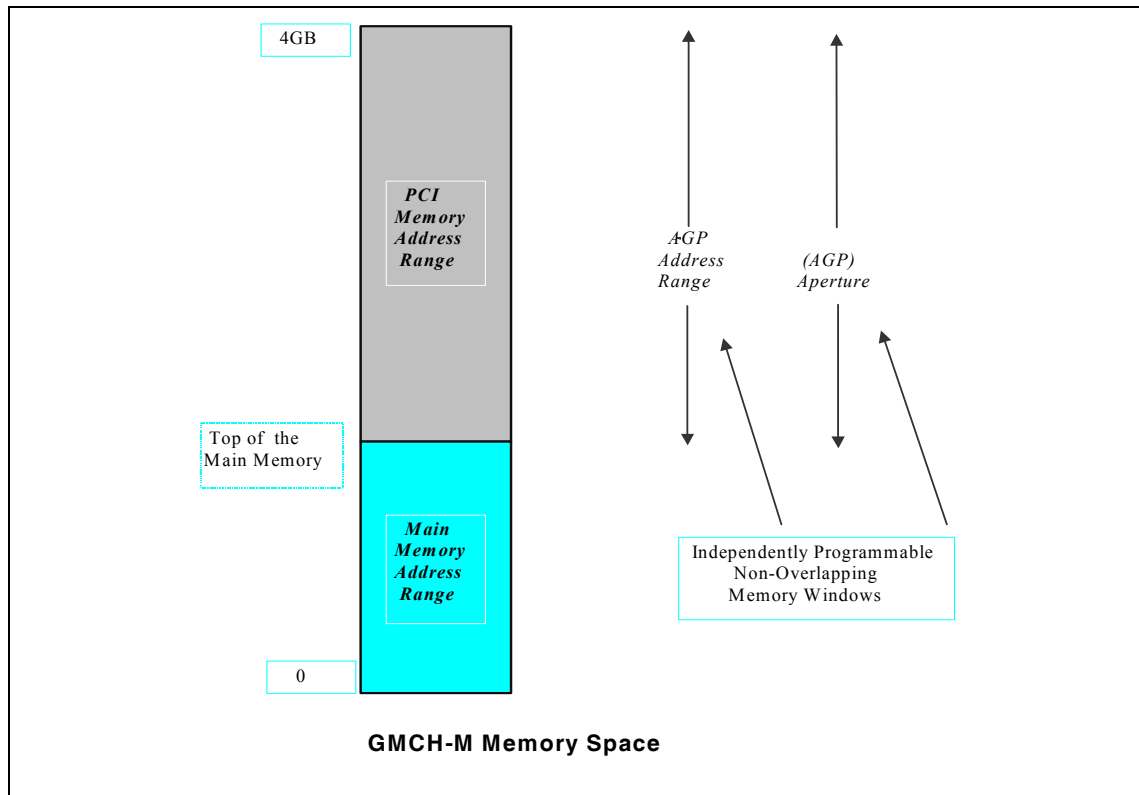 4GB
PCI
Memory
Address
Range
A-GP
Address
Range
(AGP)
Aperture
Top of the
Main Memory
Main
Memory
Address
Range
Independently Programmable
Non-Overlapping
Memory Windows
0
GMCH-M Memory Space